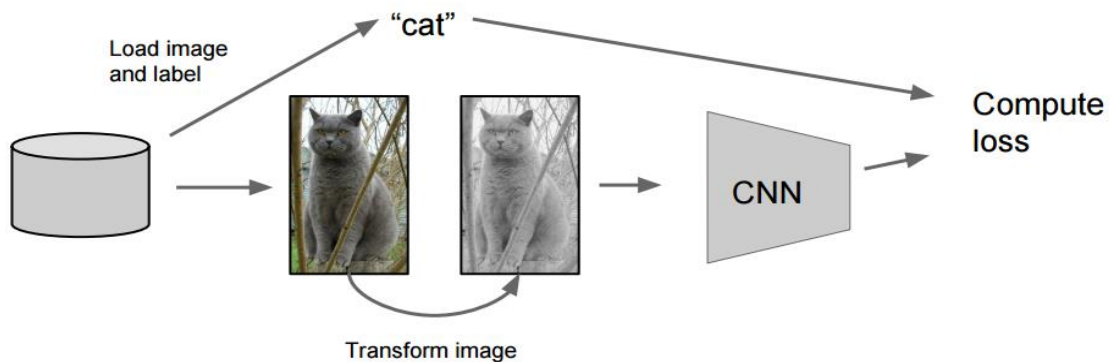 “cat”
Load image
and label
Compute
loss
CNN
Transform image